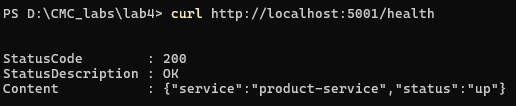 PS D:\CMC_labs\lab4> curl http://localhost:5001/health
StatusCode        : 200
StatusDescription : OK
Content           : {"service":"product-service","status":"up"}